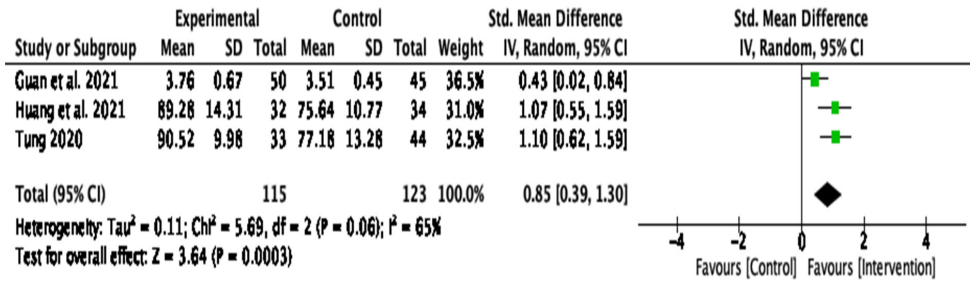 Experimental Control Std. Mean Difference Std. Mean Difference
Study or Subgroup Mean SD Total Mean SD Total Weight IV, Random, 95% CI IV, Random, 95% CI
Guan et al. 2021 3.76 0.67 50 3.51 0.45 45 36.5% 0.43 [0.02, 0.84]
Huang et al. 2021 89.28 14.31 32 75.64 10.77 34 31.0% 1.07 [0.55, 1.59]
Tung 2020 90.52 9.98 33 77.18 13.28 44 32.5% 1.10 [0.62, 1.59]
Total (95% CI) 115 123 100.0% 0.85 [0.39, 1.30]
Heterogeneity: Tau² = 0.11; Chi² = 5.69, df = 2 (P = 0.06); I² = 65%
Test for overall effect: Z = 3.64 (P = 0.0003)
-4 -2 0 2 4
Favours [Control] Favours [Intervention]